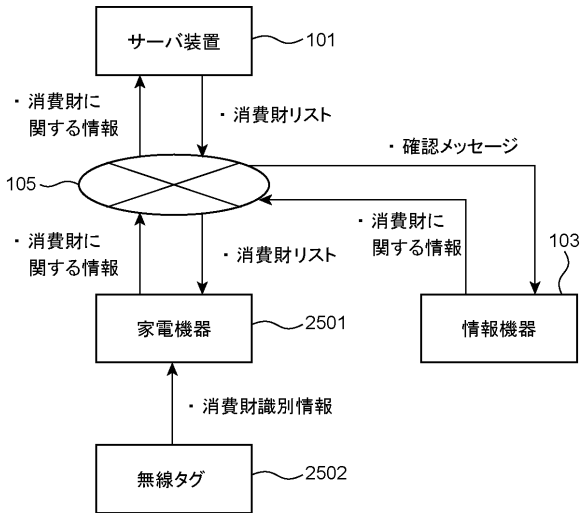 サーバ装置
101
・消費財に
関する情報
・消費財リスト
・確認メッセージ
105
・消費財に
関する情報
・消費財に
関する情報
・消費財リスト
103
家電機器
2501
情報機器
・消費財識別情報
無線タグ
2502